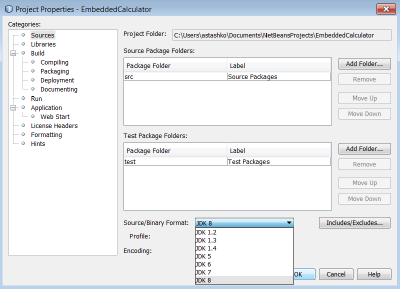 Project Properties - EmbeddedCalculator
Categories:
Sources
Libraries
Build
Compiling
Packaging
Deployment
Documenting
Run
Application
Web Start
License Headers
Formatting
Hints
Project Folder: C:\Users\astashko\Documents\NetBeansProjects\EmbeddedCalculator
Source Package Folders:
Package Folder Label
src Source Packages
Add Folder...
Remove
Move Up
Move Down
Test Package Folders:
Package Folder Label
test Test Packages
Add Folder...
Remove
Move Up
Move Down
Source/Binary Format: JDK 8 Includes/Excludes...
Profile:
Encoding:
JDK 1.2
JDK 1.3
JDK 1.4
JDK 5
JDK 6
JDK 7
JDK 8
OK Cancel Help